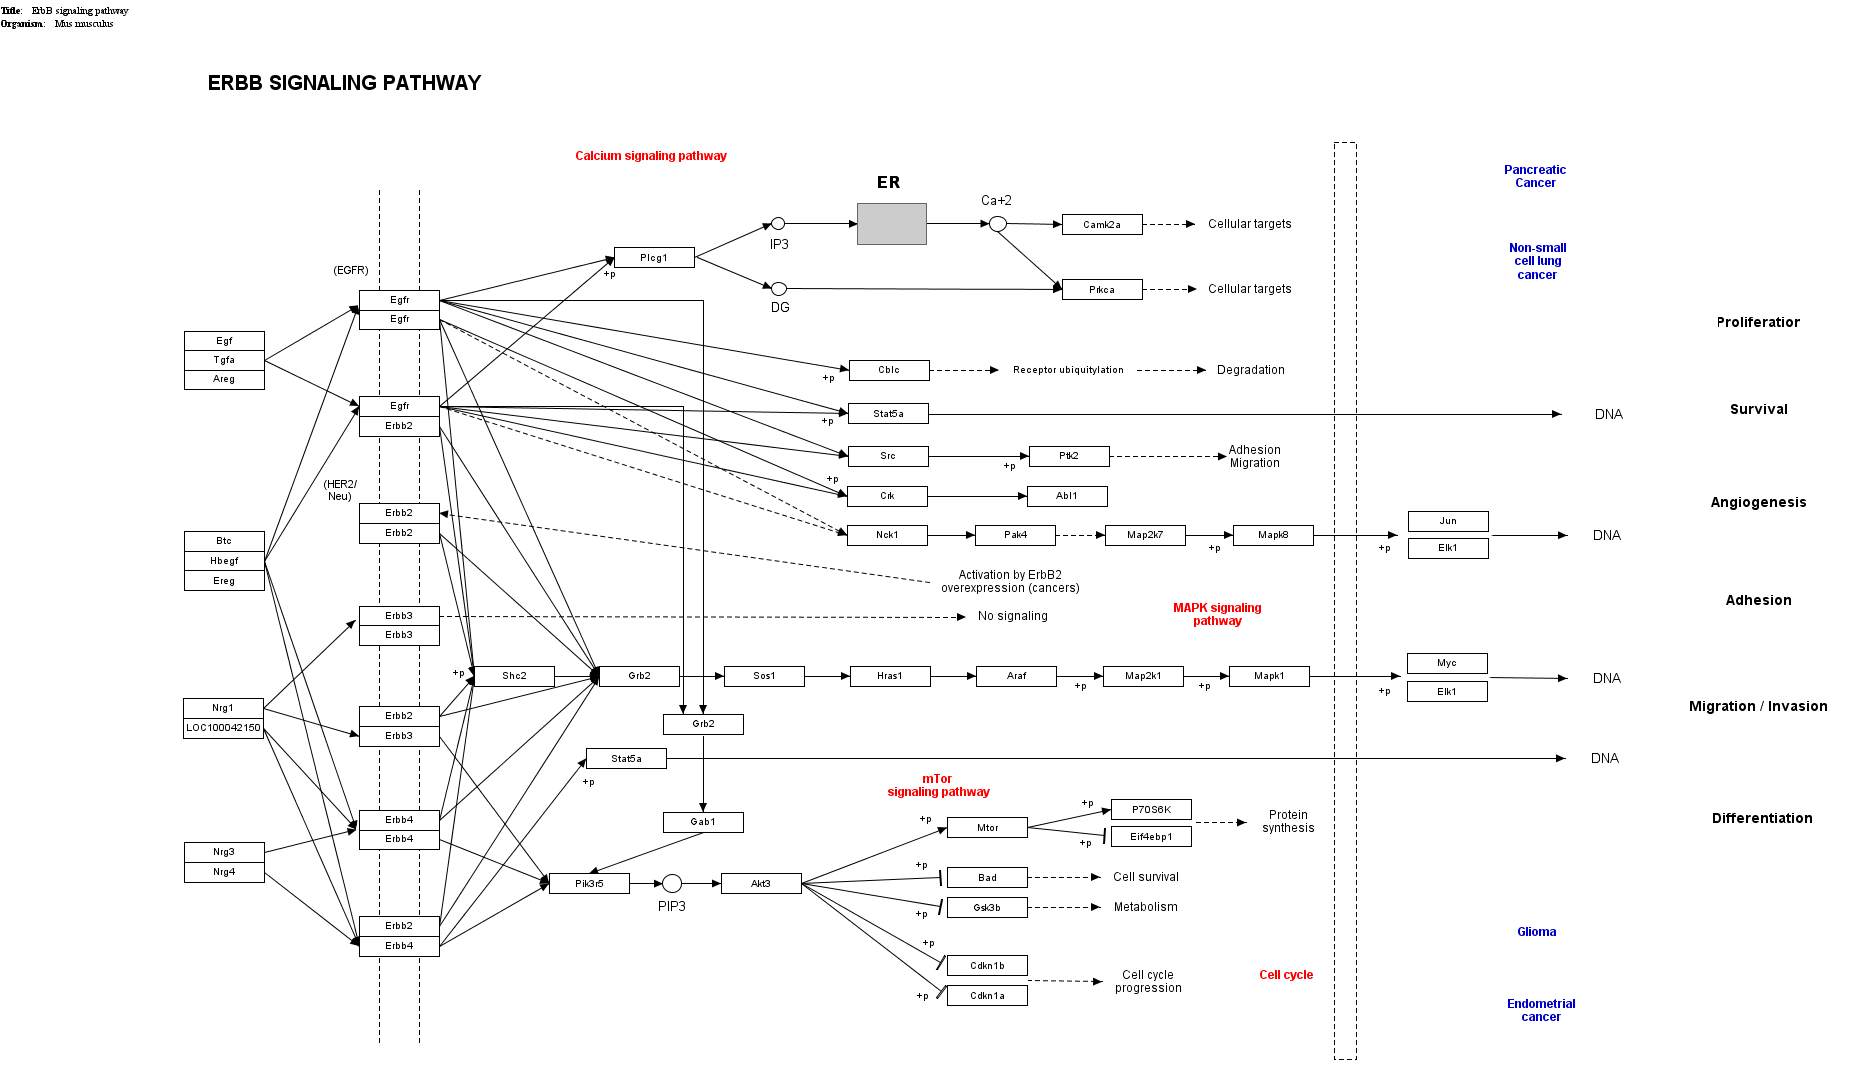 Title: ErbB signaling pathway
Organism: Mus musculus
ERBB SIGNALING PATHWAY
Calcium signaling pathway
Pancreatic
Cancer
ER
Ca+2
IP3
Camk2a
Cellular targets
Non-small
cell lung
cancer
Plcg1
+p
(EGFR)
DG
Prkca
Cellular targets
Egfr
Egfr
Proliferation
Egf
Tgfa
Areg
Cblc
+p
Receptor ubiquitylation
Degradation
Egfr
Erbb2
Stat5a
+p
DNA
Survival
Src
+p
Ptk2
+p
Adhesion
Migration
(HER2/
Neu)
Crk
Abl1
Angiogenesis
Erbb2
Erbb2
Nck1
Pak4
Map2k7
+p
Mapk8
+p
Jun
Elk1
DNA
Btc
Hbegf
Ereg
Activation by ErbB2
overexpression (cancers)
Adhesion
Erbb3
Erbb3
No signaling
MAPK signaling
pathway
+p
Shc2
Grb2
Sos1
Hras1
Araf
+p
Map2k1
+p
Mapk1
+p
Myc
Elk1
DNA
Nrg1
LOC100042150
Erbb2
Erbb3
Grb2
Migration / Invasion
Stat5a
+p
DNA
mTor
signaling pathway
Erbb4
Erbb4
Gab1
+p
Mtor
+p
P70S6K
+p
Eif4ebp1
Protein
synthesis
Differentiation
Nrg3
Nrg4
Pik3r5
PIP3
Akt3
+p
Bad
Cell survival
+p
Gsk3b
Metabolism
Erbb2
Erbb4
+p
Cdkn1b
+p
Cdkn1a
Cell cycle
progression
Cell cycle
Glioma
Endometrial
cancer